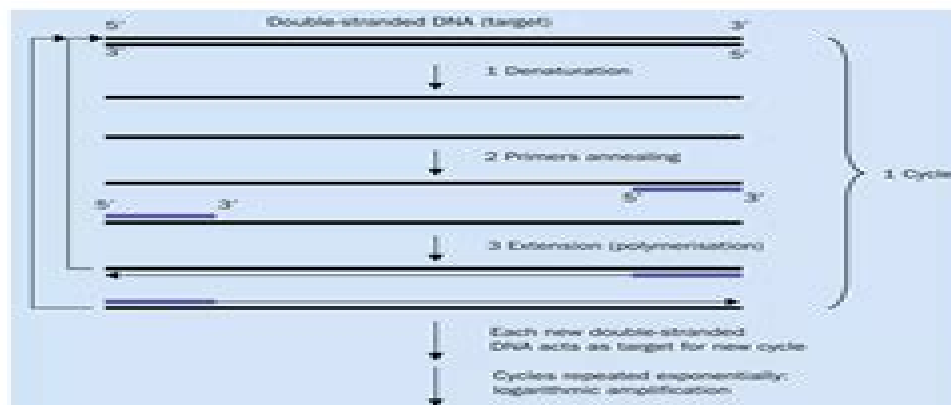 5' Double-stranded DNA (target) 3'
3' 5'
1 Denaturation
2 Primers annealing
1 Cycle
5' 3'
5' 3'
3 Extension (polymerisation)
Each new double-stranded
DNA acts as target for new cycle
Cycles repeated exponentially:
logarithmic amplification